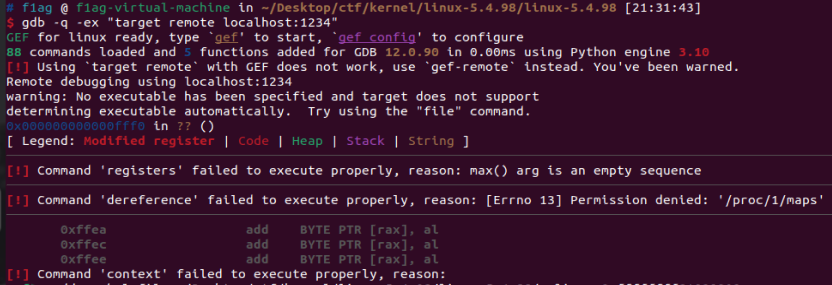 # f1ag @ f1ag-virtual-machine in ~/Desktop/ctf/kernel/linux-5.4.98/linux-5.4.98 [21:31:43]
$ gdb -q -ex "target remote localhost:1234"
GEF for linux ready, type `gef' to start, `gef config' to configure
88 commands loaded and 5 functions added for GDB 12.0.90 in 0.00ms using Python engine 3.10
[!] Using `target remote` with GEF does not work, use `gef-remote` instead. You've been warned.
Remote debugging using localhost:1234
warning: No executable has been specified and target does not support
determining executable automatically.  Try using the "file" command.
0x000000000000fff0 in ?? ()
[ Legend: Modified register | Code | Heap | Stack | String ]
[!] Command 'registers' failed to execute properly, reason: max() arg is an empty sequence
[!] Command 'dereference' failed to execute properly, reason: [Errno 13] Permission denied: '/proc/1/maps'
0xffea add BYTE PTR [rax], al
0xffec add BYTE PTR [rax], al
0xffee add BYTE PTR [rax], al
[!] Command 'context' failed to execute properly, reason: